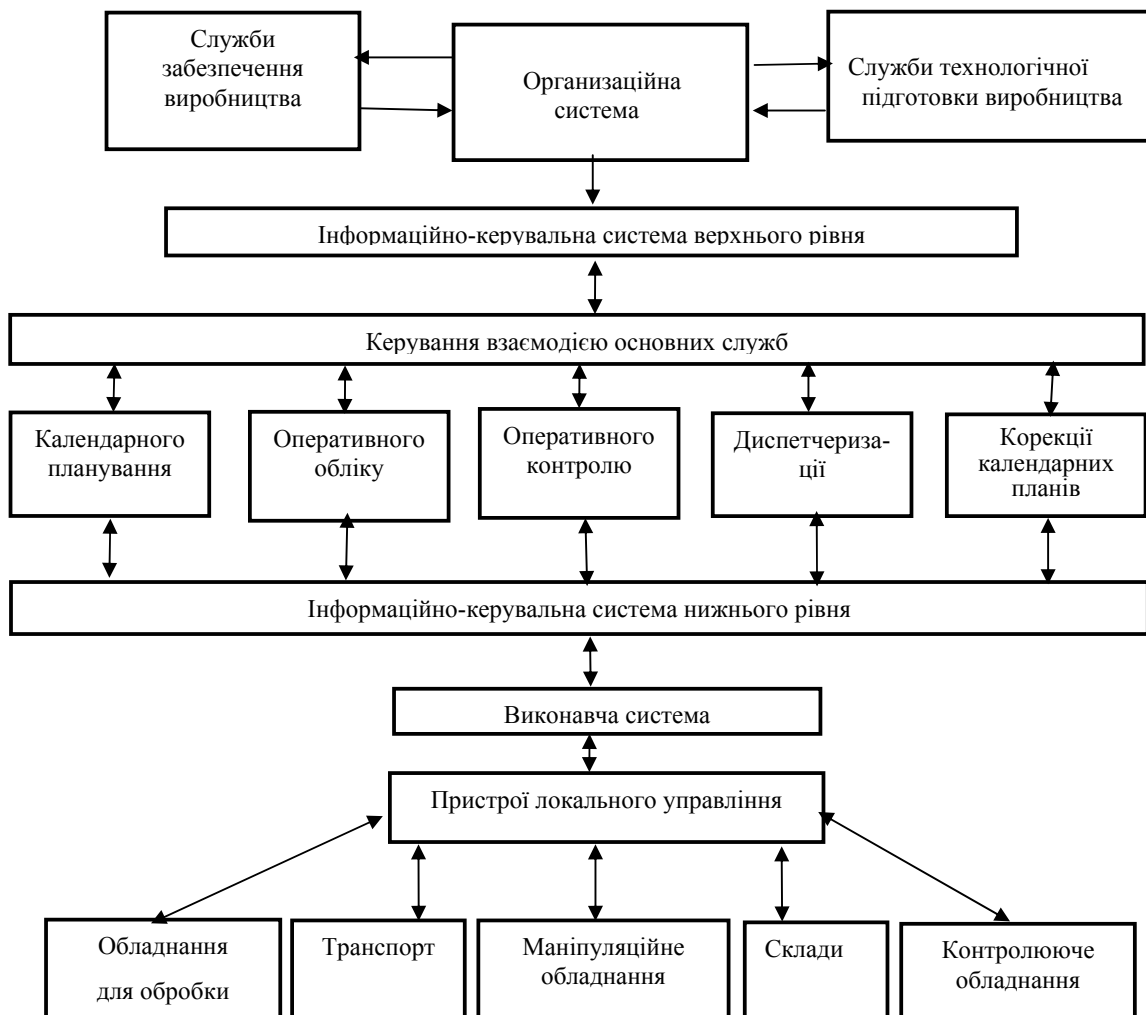 Служби
забезпечення
виробництва
Организаційна
система
Служби технологічної
підготовки виробництва
Інформаційно-керувальна система верхнього рівня
Керування взаємодією основних служб
Календарного
планування
Оперативного
обліку
Оперативного
контролю
Диспетчериза-
ції
Корекції
календарних
планів
Інформаційно-керувальна система нижнього рівня
Виконавча система
Пристрої локального управління
Обладнання
для обробки
Транспорт
Маніпуляційне
обладнання
Склади
Контролююче
обладнання